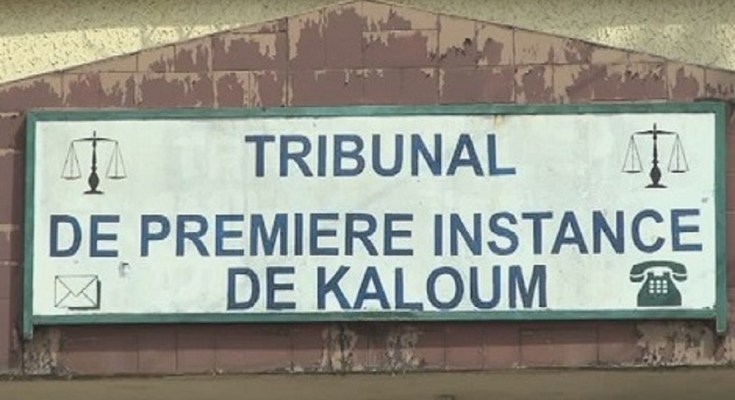 TRIBUNAL
DE PREMIERE INSTANCE
DE KALOUM